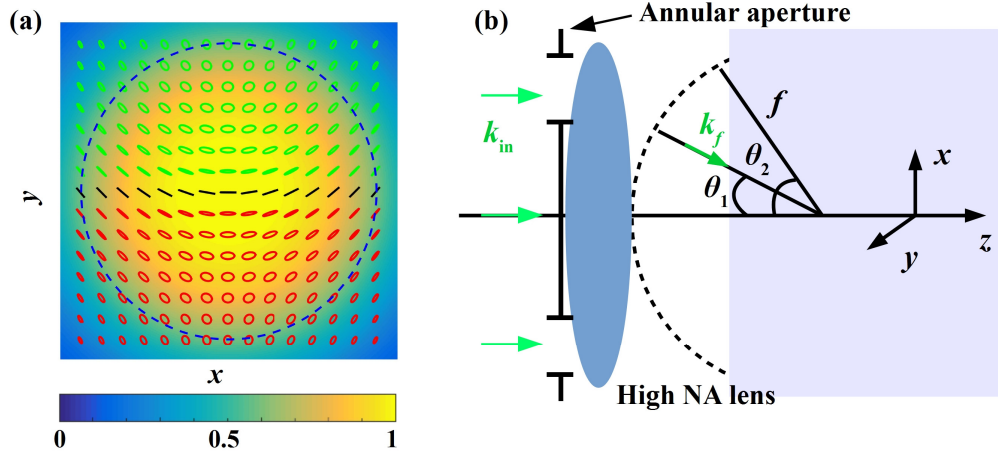 (a)
y
x
0 0.5 1
(b)
Annular aperture
k_in
k_f
f
θ_2
θ_1
x
y
z
High NA lens